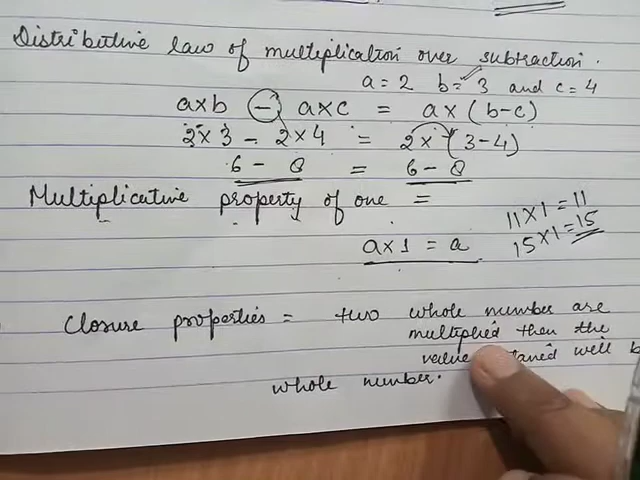 Distributive law of multiplication over subtraction.
a = 2 b = 3 and c = 4
a×b - a×c = a×(b-c)
2×3 - 2×4 = 2×(3-4)
6 - 8 = 6 - 8
Multiplicative property of one =
11×1 = 11
a×1 = a
15×1 = 15
Closure properties = two whole number are
multiplied then the
value well b
whole number.